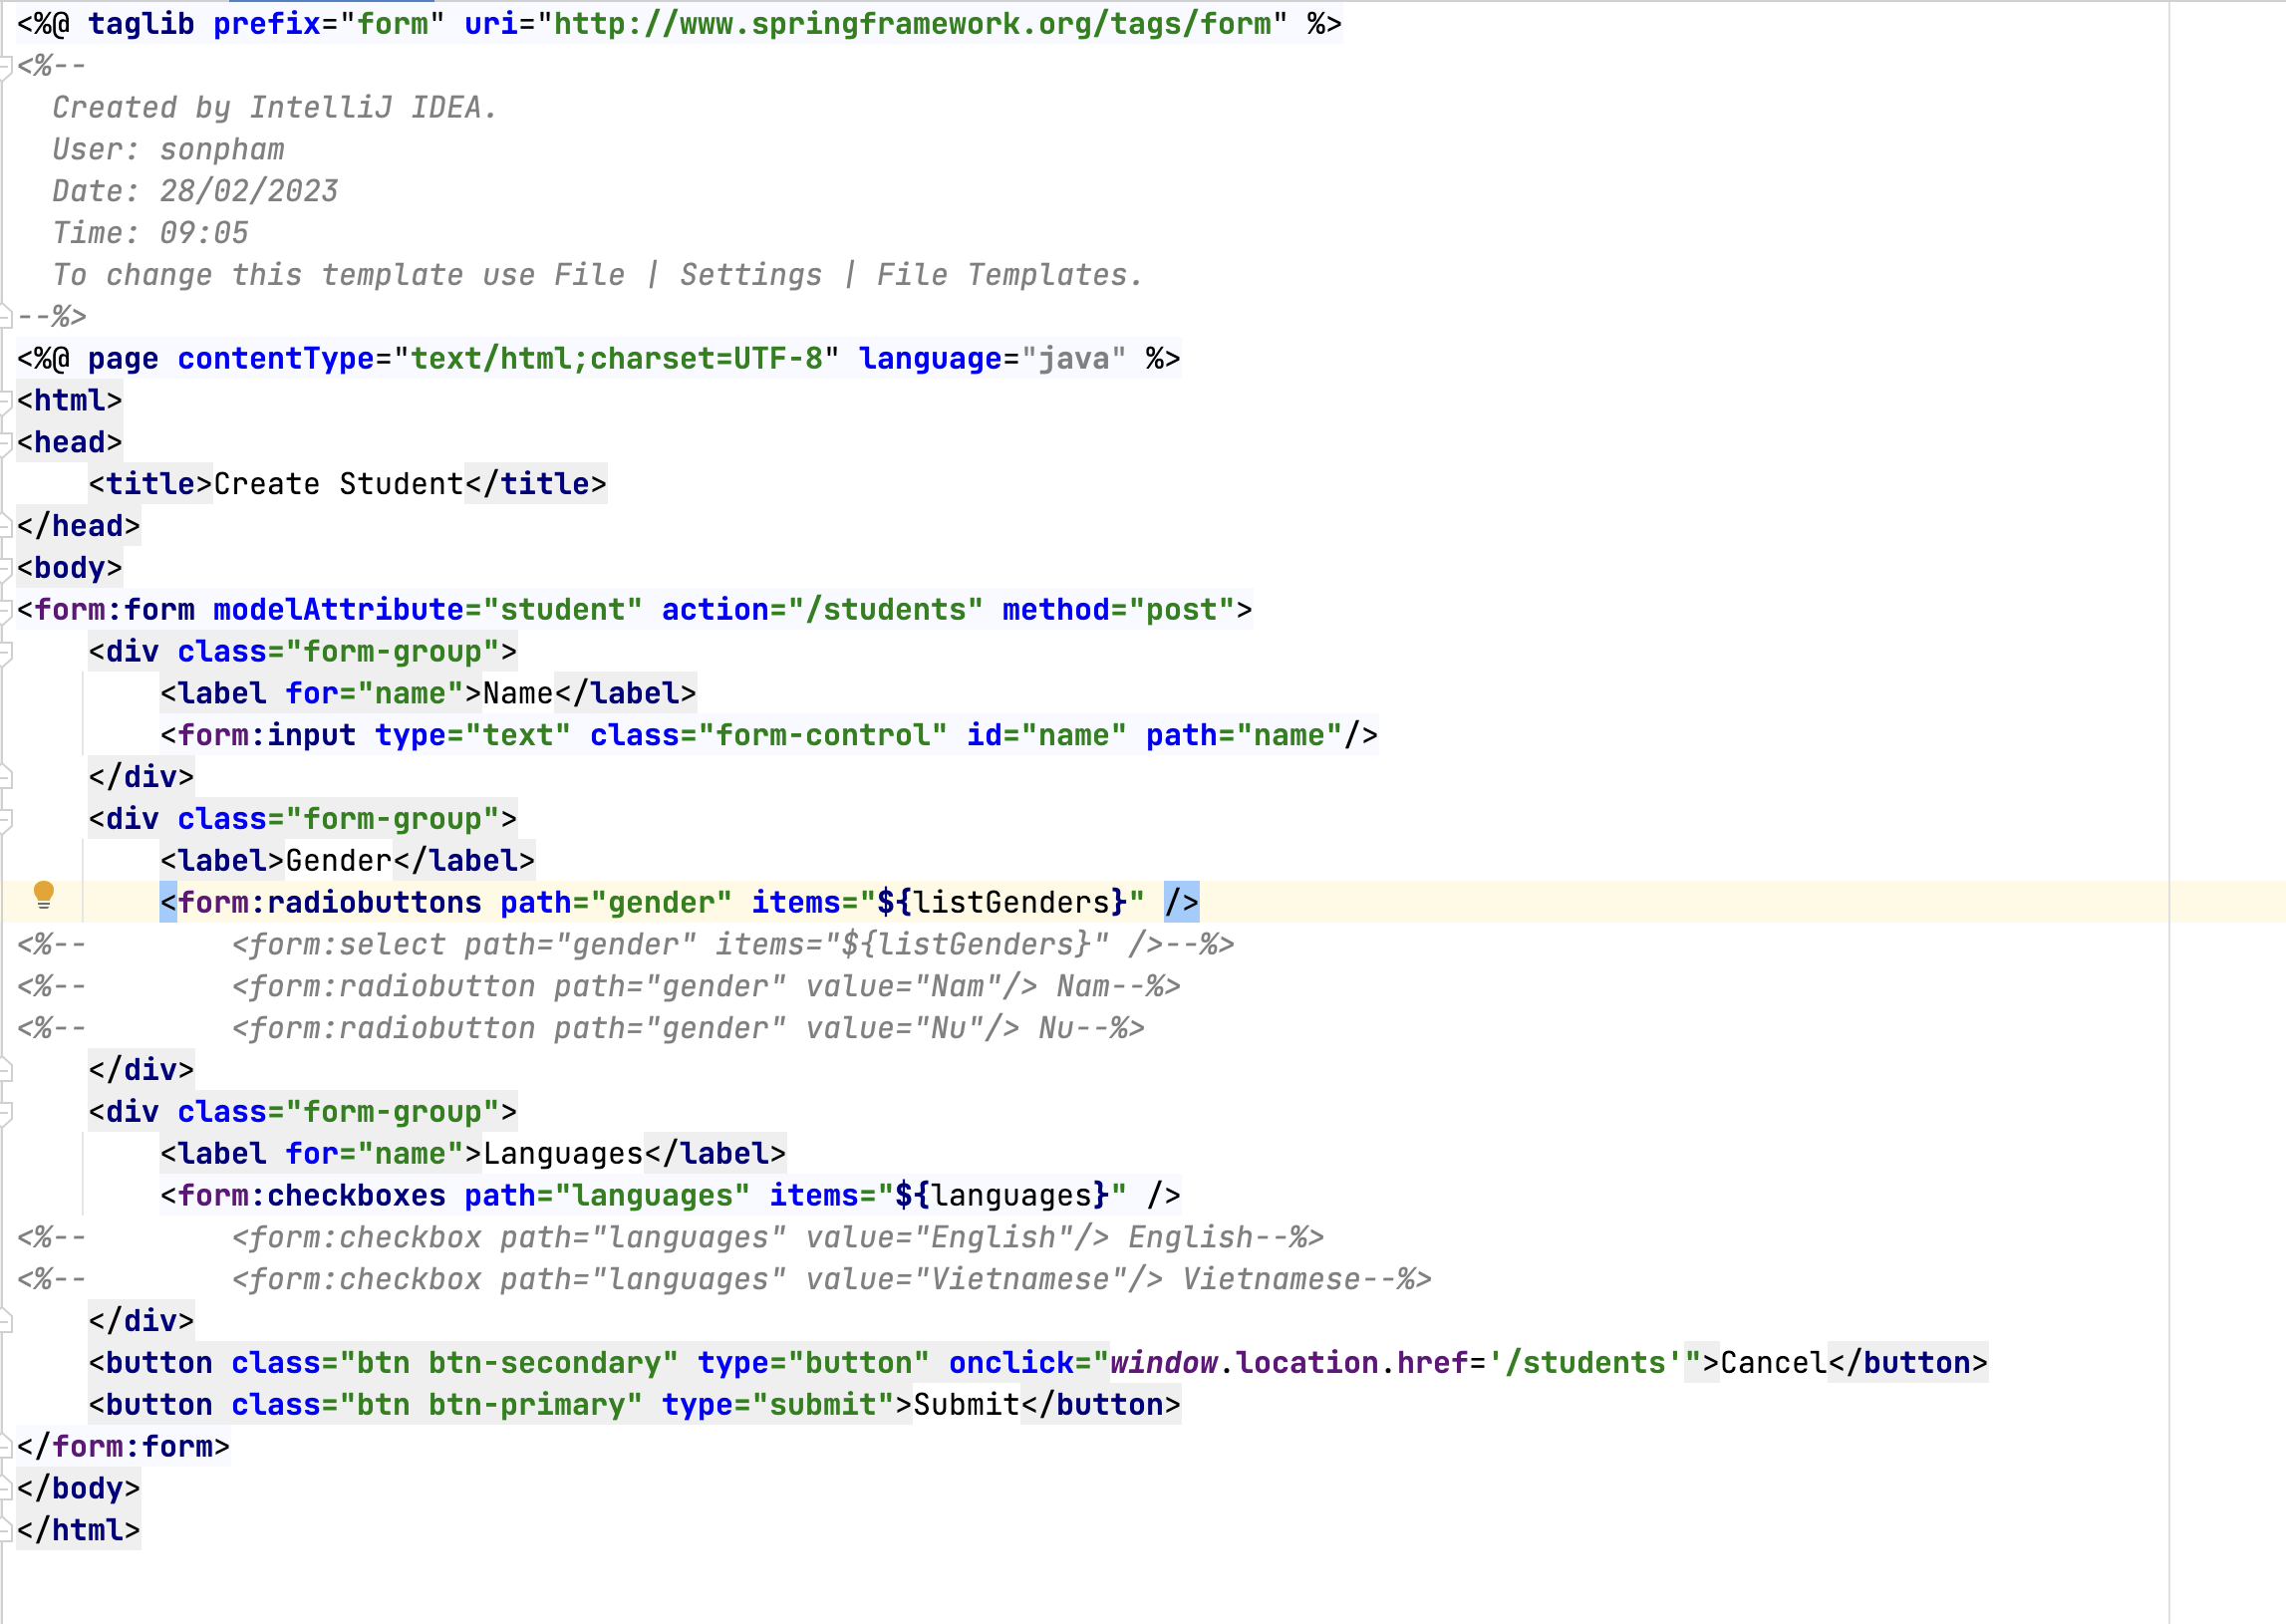 <%@ taglib prefix="form" uri="http://www.springframework.org/tags/form" %>
<%--
  Created by IntelliJ IDEA.
  User: sonpham
  Date: 28/02/2023
  Time: 09:05
  To change this template use File | Settings | File Templates.
--%>
<%@ page contentType="text/html;charset=UTF-8" language="java" %>
<html>
<head>
    <title>Create Student</title>
</head>
<body>
<form:form modelAttribute="student" action="/students" method="post">
    <div class="form-group">
        <label for="name">Name</label>
        <form:input type="text" class="form-control" id="name" path="name"/>
    </div>
    <div class="form-group">
        <label>Gender</label>
        <form:radiobuttons path="gender" items="${listGenders}" />
<%--        <form:select path="gender" items="${listGenders}" />--%>
<%--        <form:radiobutton path="gender" value="Nam"/> Nam--%>
<%--        <form:radiobutton path="gender" value="Nu"/> Nu--%>
    </div>
    <div class="form-group">
        <label for="name">Languages</label>
        <form:checkboxes path="languages" items="${languages}" />
<%--        <form:checkbox path="languages" value="English"/> English--%>
<%--        <form:checkbox path="languages" value="Vietnamese"/> Vietnamese--%>
    </div>
    <button class="btn btn-secondary" type="button" onclick="window.location.href='/students'">Cancel</button>
    <button class="btn btn-primary" type="submit">Submit</button>
</form:form>
</body>
</html>